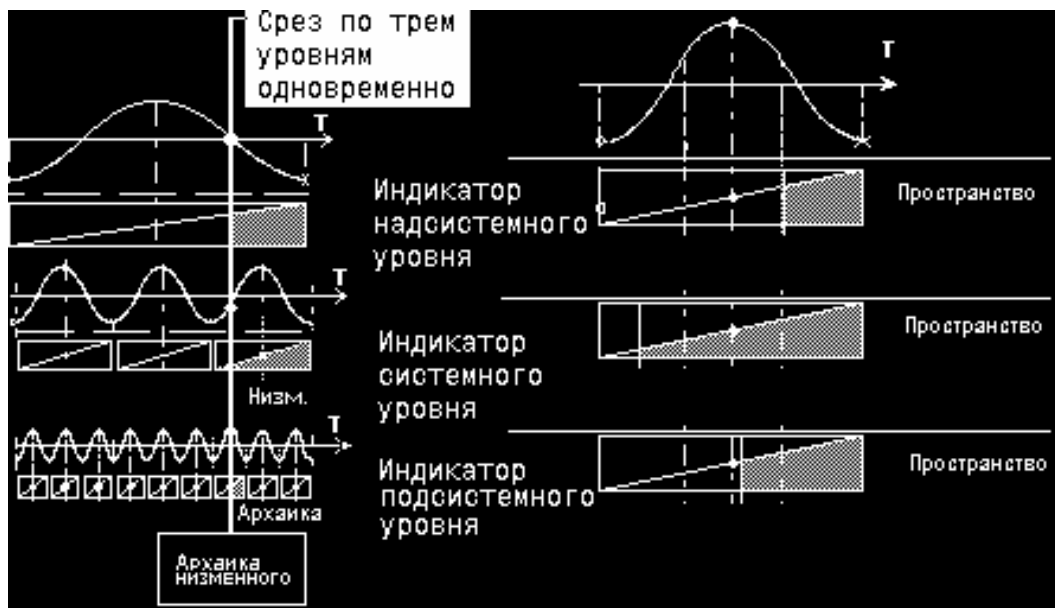 Срез по трем
уровням
одновременно
T
T
Индикатор
надсистемного
уровня
Пространство
T
Индикатор
системного
уровня
Пространство
Низм.
T
Индикатор
подсистемного
уровня
Пространство
Архаика
Архаика
низменного